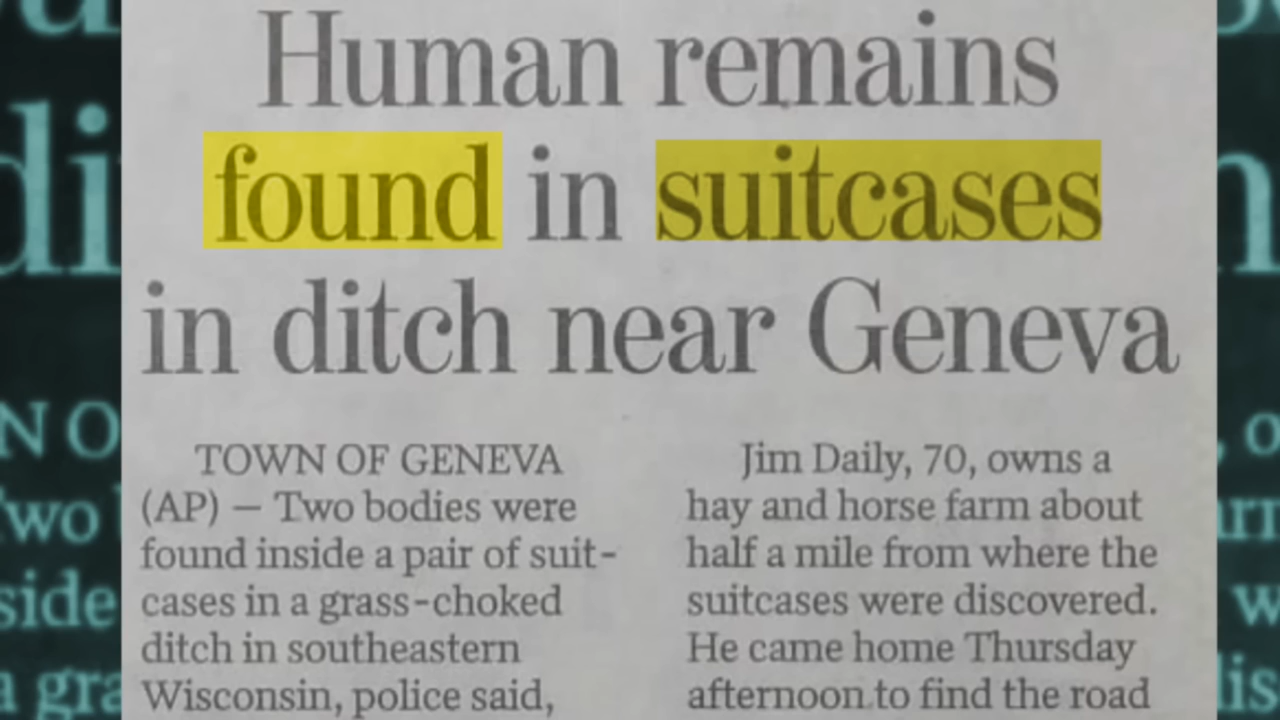 Human remains
found in suitcases
in ditch near Geneva
TOWN OF GENEVA
(AP) — Two bodies were
found inside a pair of suit-
cases in a grass-choked
ditch in southeastern
Wisconsin, police said,
Jim Daily, 70, owns a
hay and horse farm about
half a mile from where the
suitcases were discovered.
He came home Thursday
afternoon to find the road